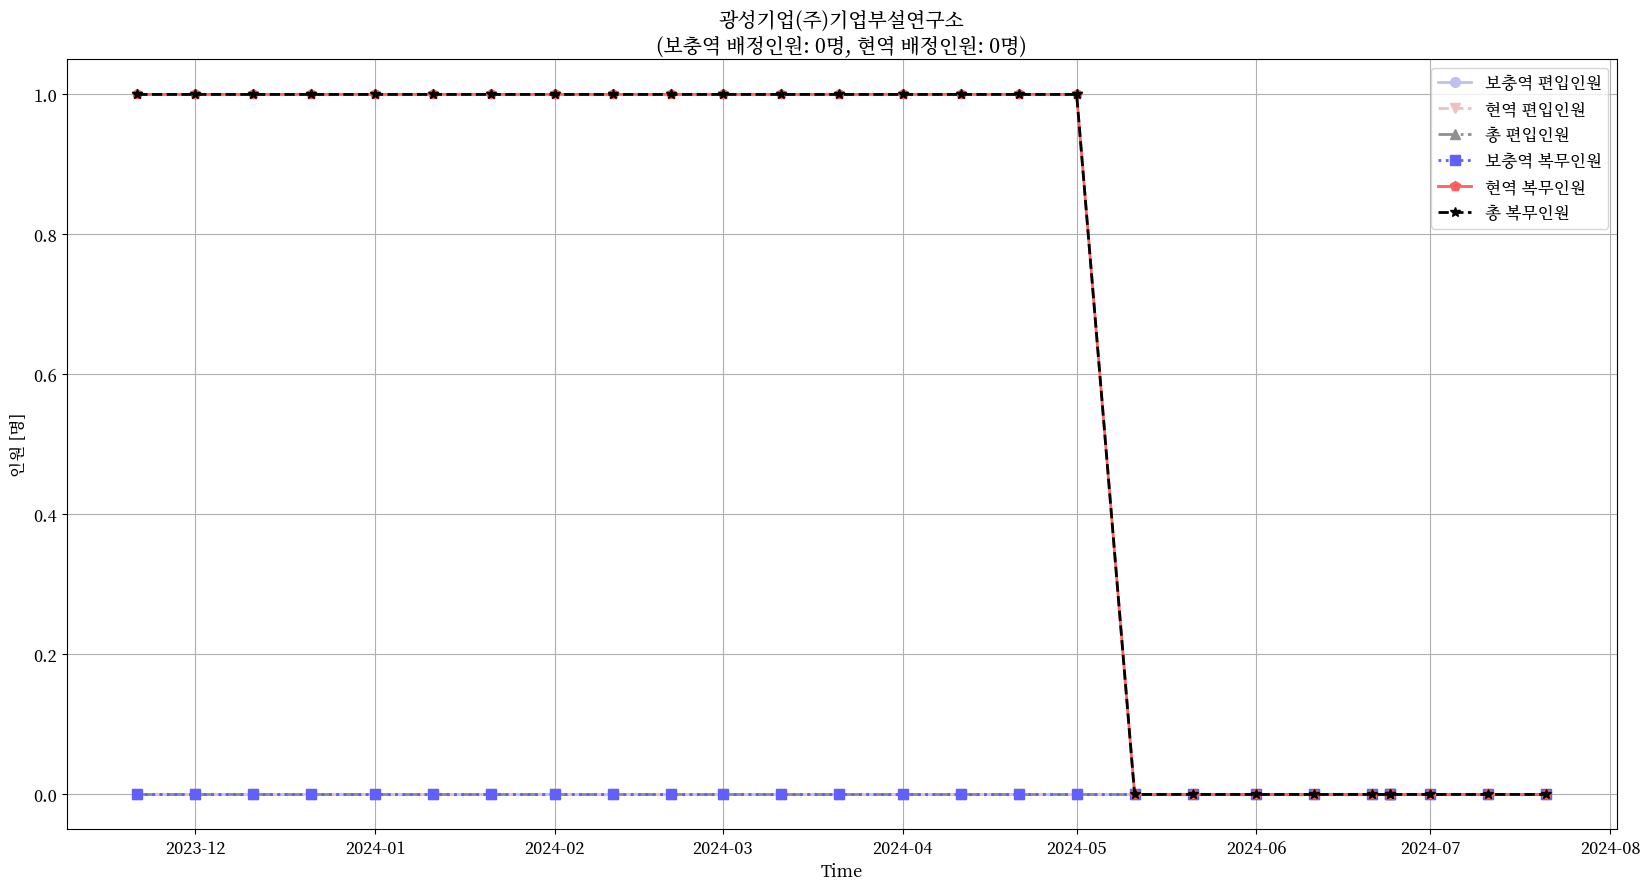 광성기업(주)기업부설연구소
(보충역 배정인원: 0명, 현역 배정인원: 0명)
보충역 편입인원
현역 편입인원
총 편입인원
보충역 복무인원
현역 복무인원
총 복무인원
인원 [명]
1.0
0.8
0.6
0.4
0.2
0.0
2023-12
2024-01
2024-02
2024-03
2024-04
2024-05
2024-06
2024-07
2024-08
Time